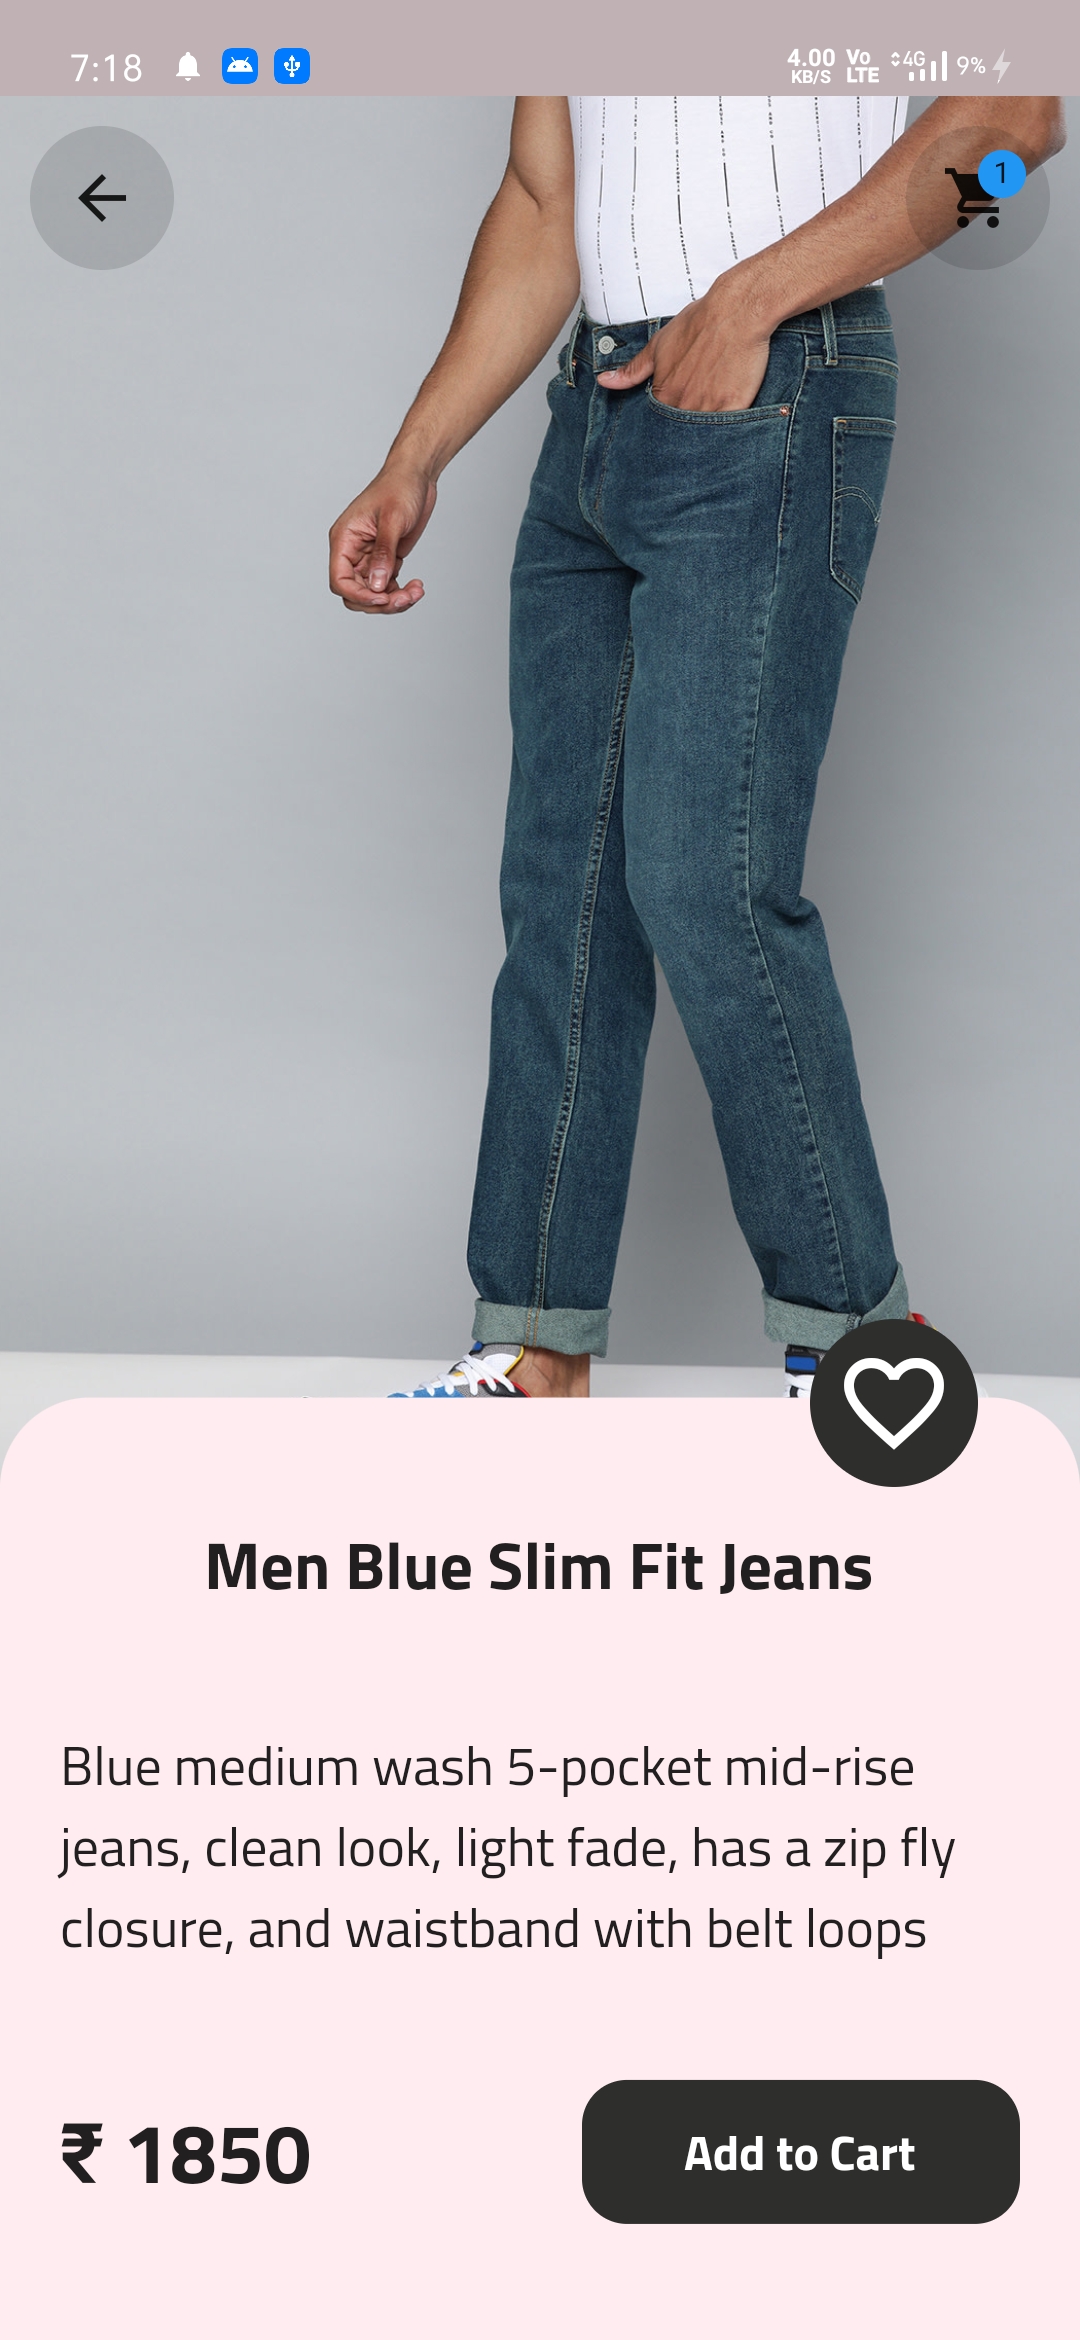 7:18 4.00 KB/S Vo LTE 4G 9%
1
Men Blue Slim Fit Jeans
Blue medium wash 5-pocket mid-rise
jeans, clean look, light fade, has a zip fly
closure, and waistband with belt loops
₹ 1850
Add to Cart